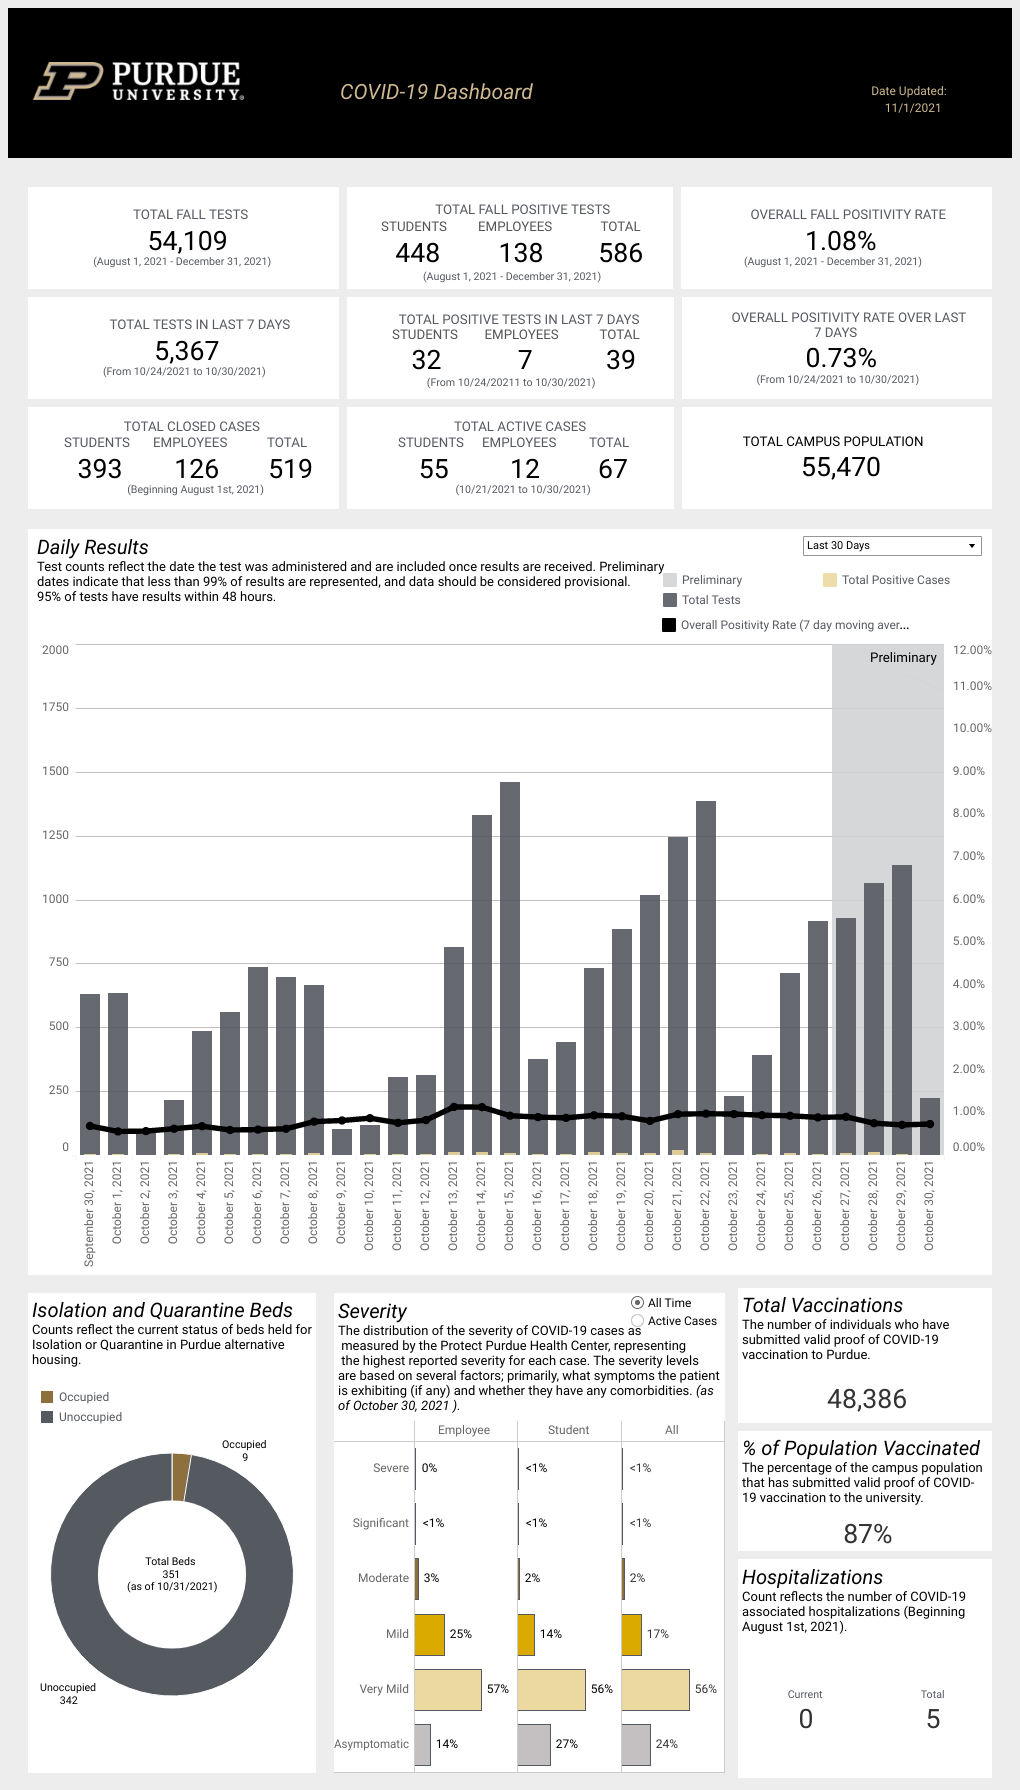 PURDUE
UNIVERSITY®
COVID-19 Dashboard
Date Updated:
11/1/2021
TOTAL FALL TESTS
54,109
(August 1, 2021 - December 31, 2021)
TOTAL FALL POSITIVE TESTS
STUDENTS EMPLOYEES TOTAL
448 138 586
(August 1, 2021 - December 31, 2021)
OVERALL FALL POSITIVITY RATE
1.08%
(August 1, 2021 - December 31, 2021)
TOTAL TESTS IN LAST 7 DAYS
5,367
(From 10/24/2021 to 10/30/2021)
TOTAL POSITIVE TESTS IN LAST 7 DAYS
STUDENTS EMPLOYEES TOTAL
32 7 39
(From 10/24/20211 to 10/30/2021)
OVERALL POSITIVITY RATE OVER LAST
7 DAYS
0.73%
(From 10/24/2021 to 10/30/2021)
TOTAL CLOSED CASES
STUDENTS EMPLOYEES TOTAL
393 126 519
(Beginning August 1st, 2021)
TOTAL ACTIVE CASES
STUDENTS EMPLOYEES TOTAL
55 12 67
(10/21/2021 to 10/30/2021)
TOTAL CAMPUS POPULATION
55,470
Daily Results
Last 30 Days
Test counts reflect the date the test was administered and are included once results are received. Preliminary
dates indicate that less than 99% of results are represented, and data should be considered provisional.
95% of tests have results within 48 hours.
Preliminary
Total Positive Cases
Total Tests
Overall Positivity Rate (7 day moving aver...
Preliminary
2000
1750
1500
1250
1000
750
500
250
0
12.00%
11.00%
10.00%
9.00%
8.00%
7.00%
6.00%
5.00%
4.00%
3.00%
2.00%
1.00%
0.00%
September 30, 2021
October 1, 2021
October 2, 2021
October 3, 2021
October 4, 2021
October 5, 2021
October 6, 2021
October 7, 2021
October 8, 2021
October 9, 2021
October 10, 2021
October 11, 2021
October 12, 2021
October 13, 2021
October 14, 2021
October 15, 2021
October 16, 2021
October 17, 2021
October 18, 2021
October 19, 2021
October 20, 2021
October 21, 2021
October 22, 2021
October 23, 2021
October 24, 2021
October 25, 2021
October 26, 2021
October 27, 2021
October 28, 2021
October 29, 2021
October 30, 2021
Isolation and Quarantine Beds
Counts reflect the current status of beds held for
Isolation or Quarantine in Purdue alternative
housing.
Occupied
Unoccupied
Occupied
9
Total Beds
351
(as of 10/31/2021)
Unoccupied
342
Severity
All Time
Active Cases
The distribution of the severity of COVID-19 cases as
measured by the Protect Purdue Health Center, representing
the highest reported severity for each case. The severity levels
are based on several factors; primarily, what symptoms the patient
is exhibiting (if any) and whether they have any comorbidities. (as
of October 30, 2021 ).
Employee Student All
Severe 0% <1% <1%
Significant <1% <1% <1%
Moderate 3% 2% 2%
Mild 25% 14% 17%
Very Mild 57% 56% 56%
Asymptomatic 14% 27% 24%
Total Vaccinations
The number of individuals who have
submitted valid proof of COVID-19
vaccination to Purdue.
48,386
% of Population Vaccinated
The percentage of the campus population
that has submitted valid proof of COVID-
19 vaccination to the university.
87%
Hospitalizations
Count reflects the number of COVID-19
associated hospitalizations (Beginning
August 1st, 2021).
Current Total
0 5